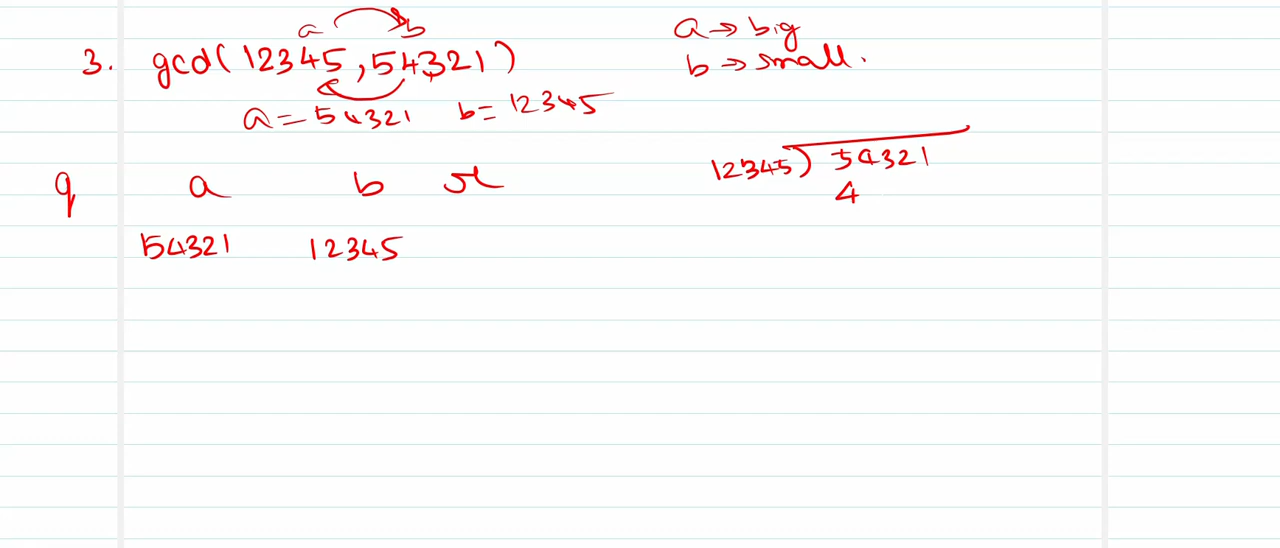 a b
3. gcd(12345, 54321)
a = 54321 b = 12345
a → big
b → small.
12345) 54321
4
q a b r
54321 12345